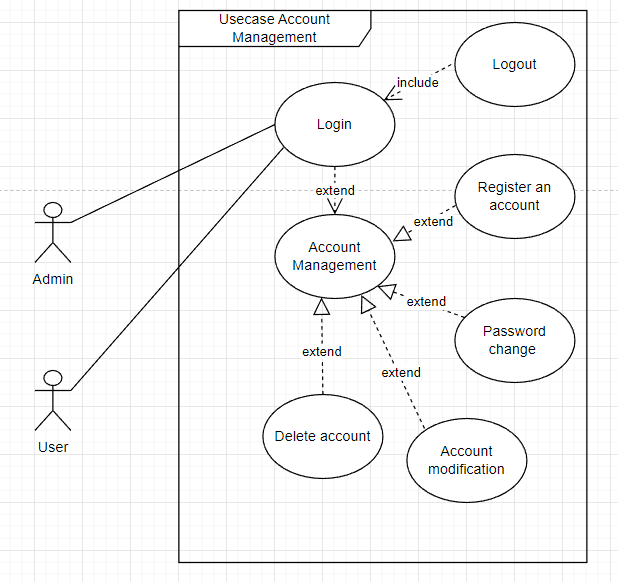 Usecase Account
Management
Logout
include
Login
extend
Register an
account
extend
Account
Management
Admin
extend
Password
change
extend
extend
Delete account
Account
modification
User